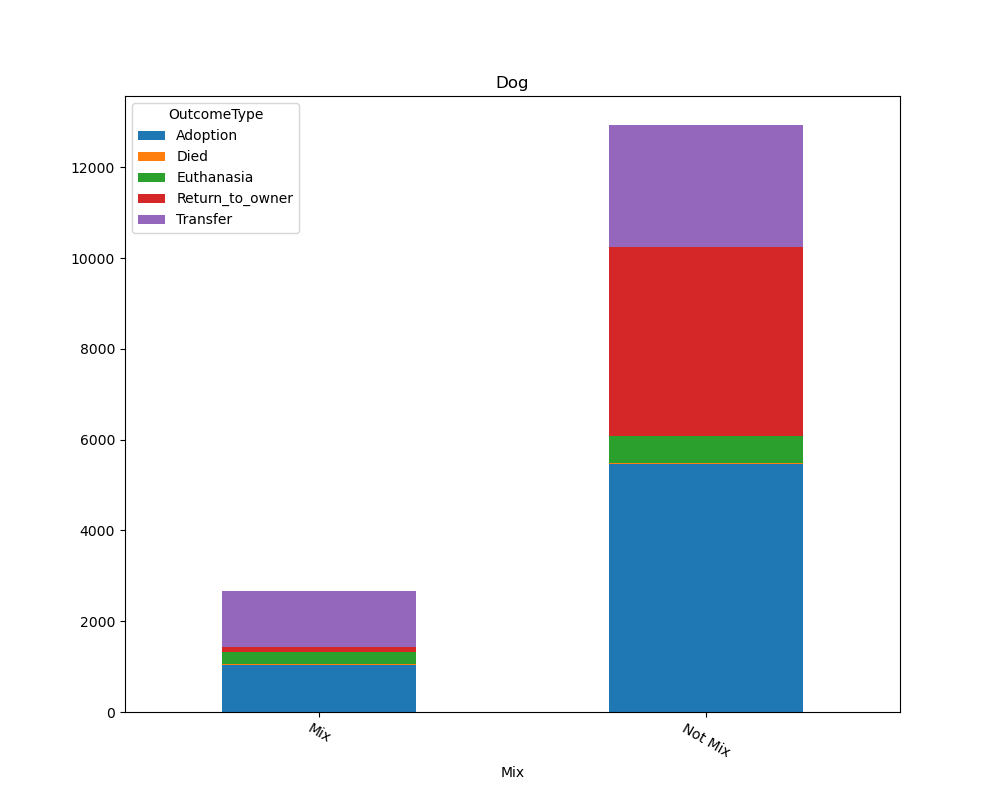 Dog
OutcomeType
Adoption
Died
Euthanasia
Return_to_owner
Transfer
12000
10000
8000
6000
4000
2000
0
Mix
Not Mix
Mix